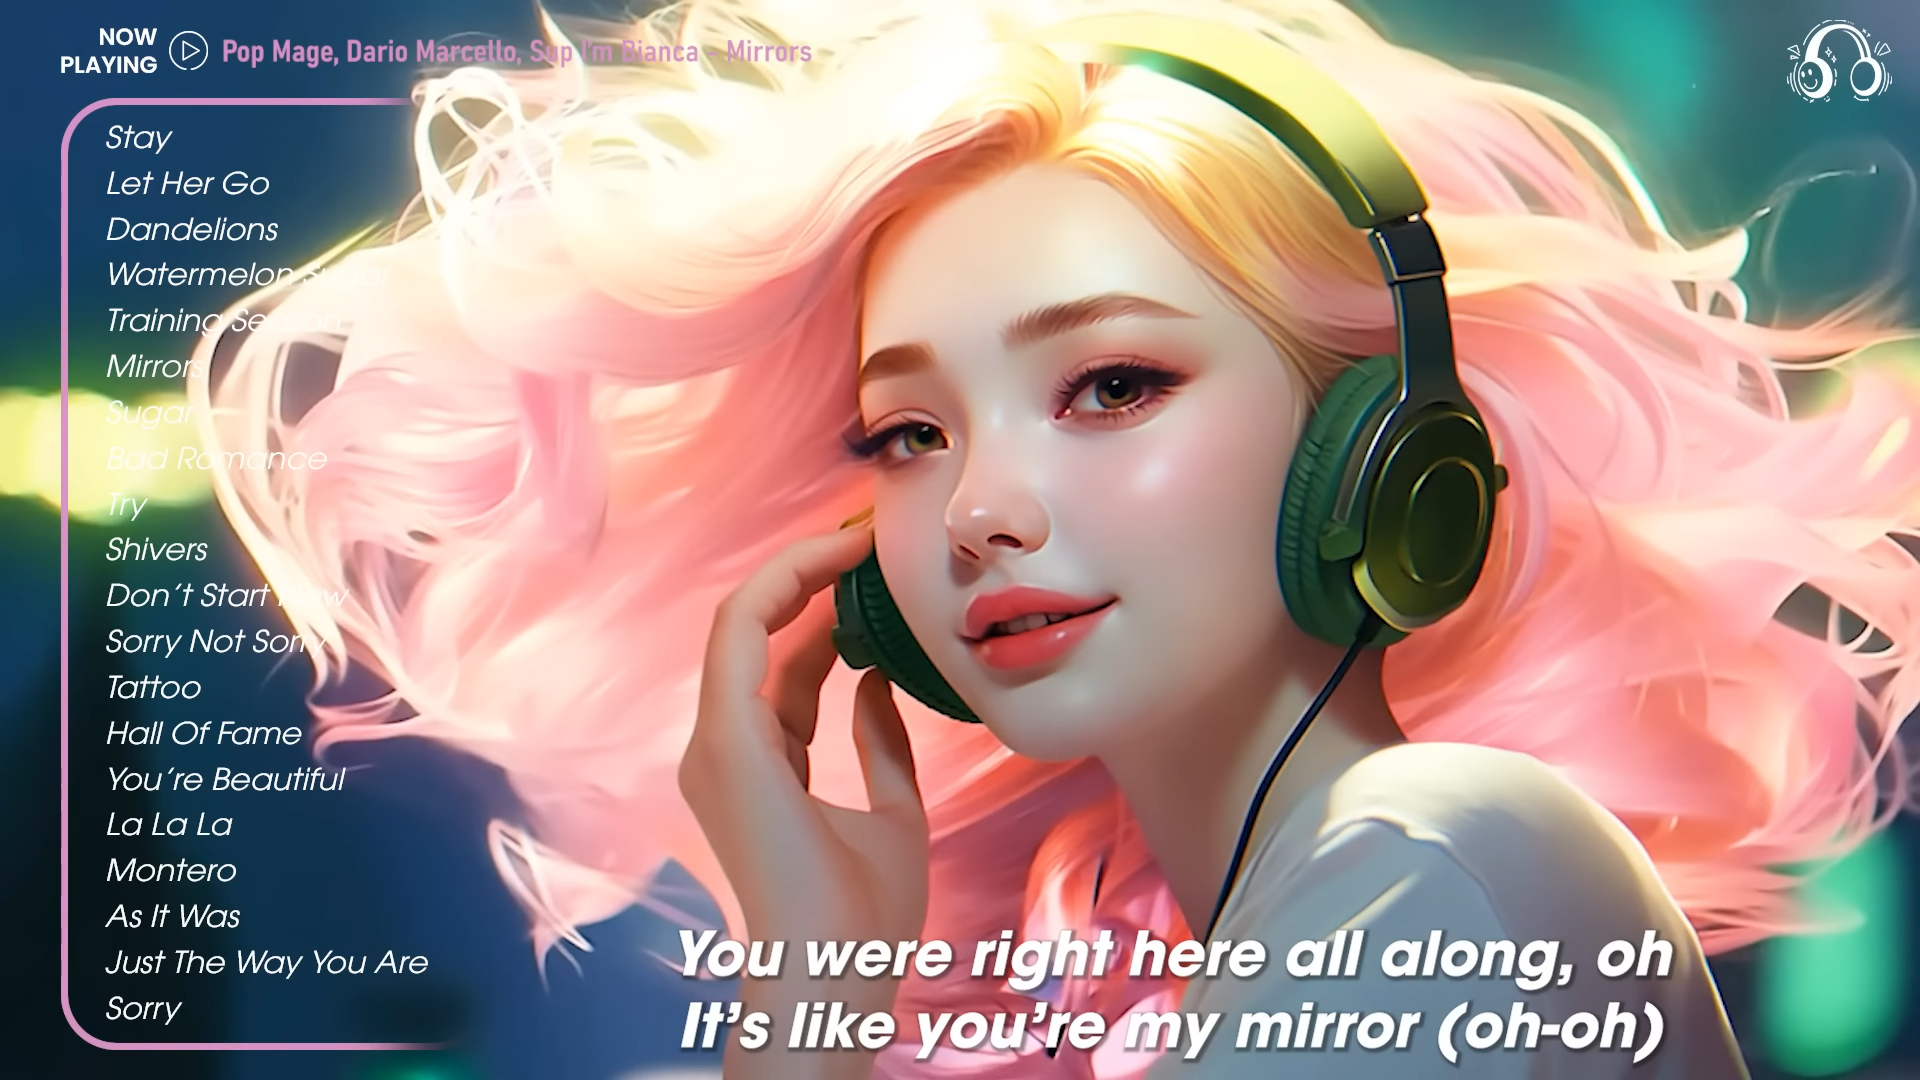 NOW
PLAYING
Pop Mage, Dario Marcello, Sup I'm Bianca - Mirrors
Stay
Let Her Go
Dandelions
Watermelon Sugar
Training Season
Mirrors
Sugar
Bad Romance
Try
Shivers
Don't Start Now
Sorry Not Sorry
Tattoo
Hall Of Fame
You're Beautiful
La La La
Montero
As It Was
Just The Way You Are
Sorry
You were right here all along, oh
It's like you're my mirror (oh-oh)